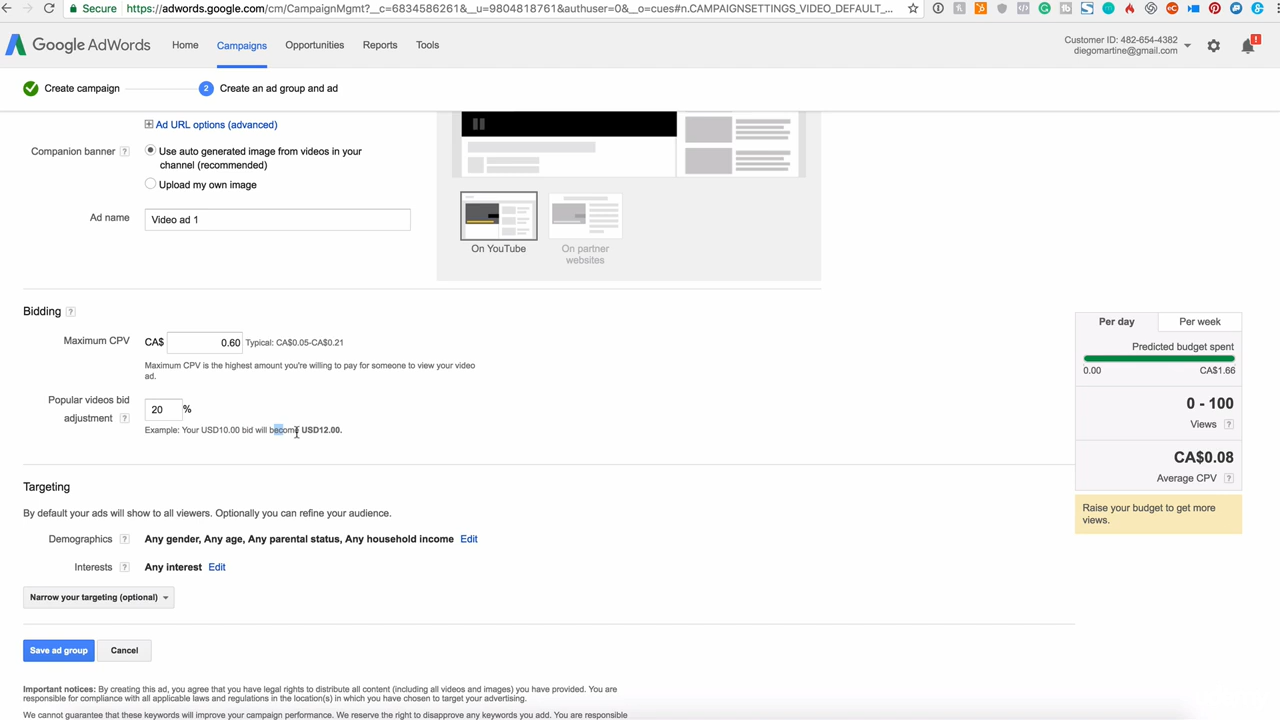 Secure
https://adwords.google.com/cm/CampaignMgmt?__c=6834586261&__u=9804818761&authuser=0&__o=cues#n.CAMPAIGNSETTINGS_VIDEO_DEFAULT_...
Google AdWords
Home
Campaigns
Opportunities
Reports
Tools
Customer ID: 482-654-4382
diegomartine@gmail.com
!
Create campaign
2
Create an ad group and ad
Ad URL options (advanced)
Companion banner ?
Use auto generated image from videos in your
channel (recommended)
Upload my own image
Ad name
Video ad 1
On YouTube
On partner
websites
Bidding ?
Maximum CPV
CA$ 0.60 Typical: CA$0.05-CA$0.21
Maximum CPV is the highest amount you're willing to pay for someone to view your video
ad.
Popular videos bid
adjustment ?
20 %
Example: Your USD10.00 bid will become USD12.00.
Per day
Per week
Predicted budget spent
0.00
CA$1.66
0 - 100
Views ?
CA$0.08
Average CPV ?
Raise your budget to get more
views.
Targeting
By default your ads will show to all viewers. Optionally you can refine your audience.
Demographics ? Any gender, Any age, Any parental status, Any household income Edit
Interests ? Any interest Edit
Narrow your targeting (optional)
Save ad group
Cancel
Important notices: By creating this ad, you agree that you have legal rights to distribute all content (including all videos and images) you have provided. You are
responsible for compliance with all applicable laws and regulations in the location(s) in which you have chosen to target your advertising.
We cannot guarantee that these keywords will improve your campaign performance. We reserve the right to disapprove any keywords you add. You are responsible